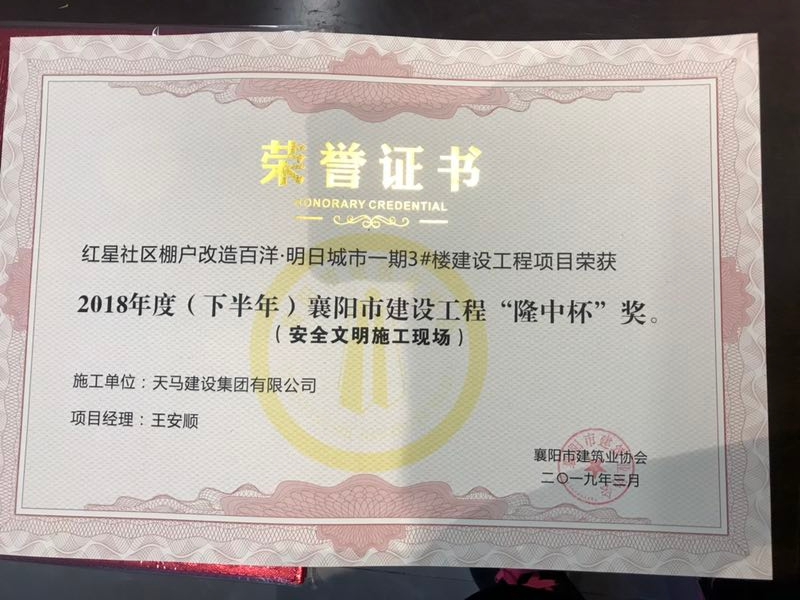 荣誉证书
HONORARY CREDENTIAL
红星社区棚户改造百洋·明日城市一期3#楼建设工程项目荣获
2018年度（下半年）襄阳市建设工程“隆中杯”奖。
（安全文明施工现场）
施工单位：天马建设集团有限公司
项目经理：王安顺
襄阳市建筑业协会
二〇一九年三月